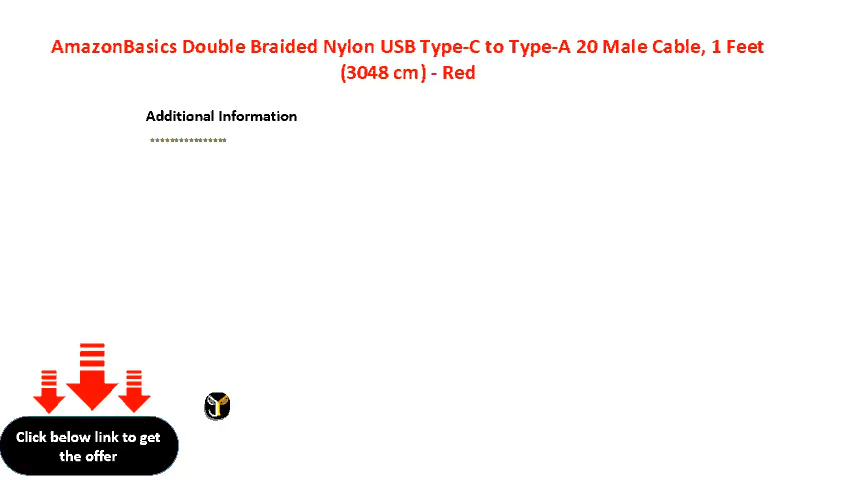 AmazonBasics Double Braided Nylon USB Type-C to Type-A 20 Male Cable, 1 Feet
(3048 cm) - Red
Additional Information
****************
Click below link to get
the offer